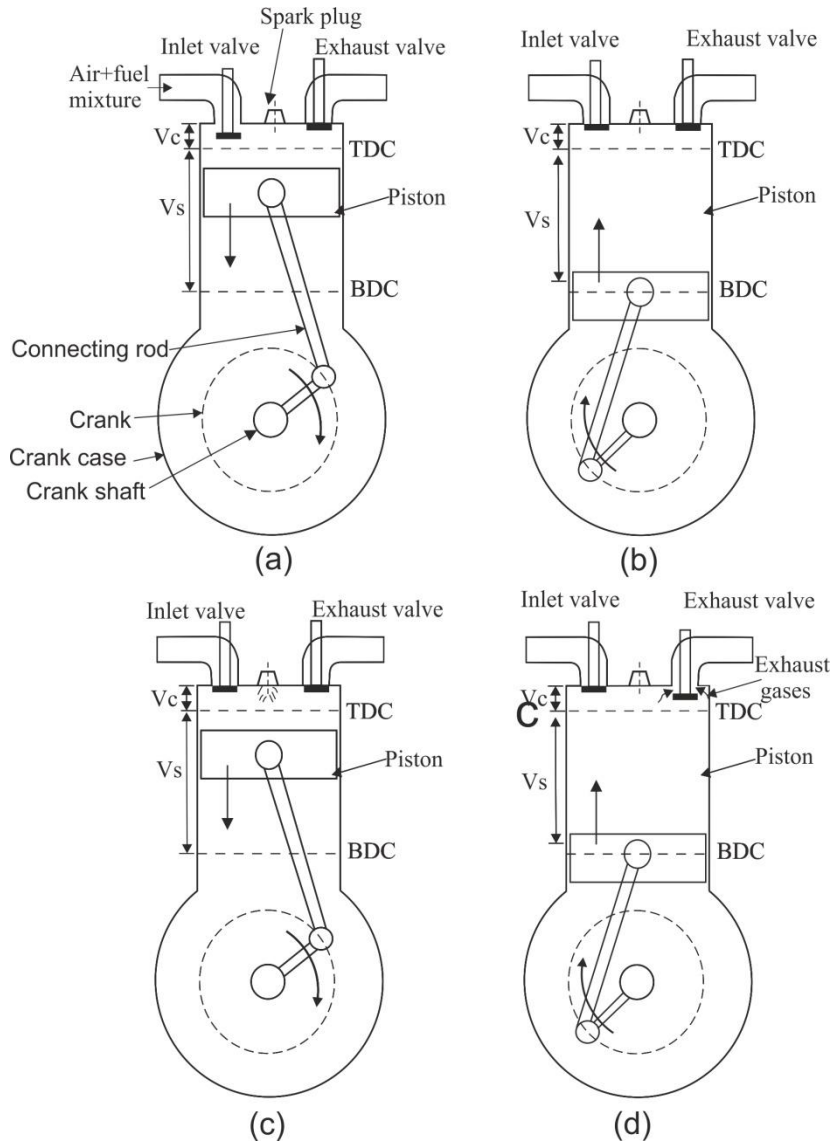 Spark plug
Inlet valve
Exhaust valve
Air+fuel
mixture
Vc
TDC
Vs
Piston
BDC
Connecting rod
Crank
Crank case
Crank shaft
(a)
Inlet valve
Exhaust valve
Vc
TDC
Vs
Piston
BDC
(b)
Inlet valve
Exhaust valve
Vc
TDC
Vs
Piston
BDC
(c)
Inlet valve
Exhaust valve
Exhaust
gases
Vc
C
TDC
Vs
Piston
BDC
(d)